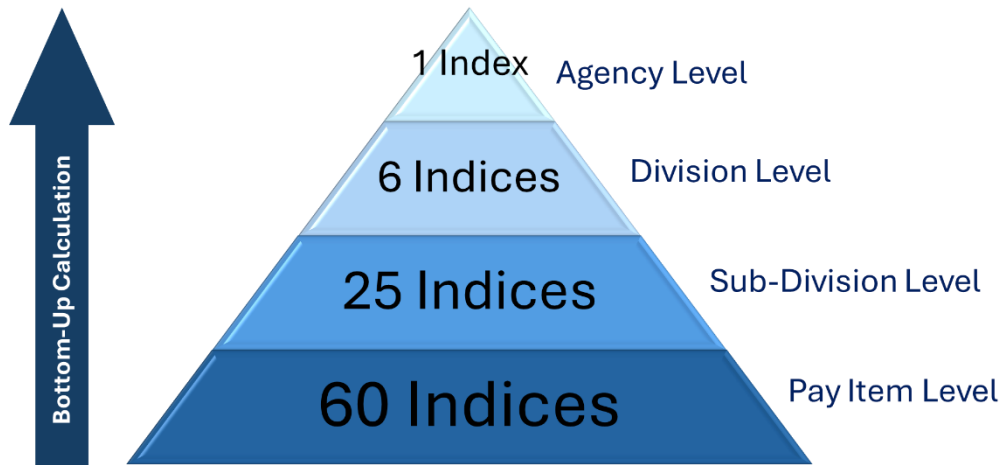 1 Index
Agency Level
6 Indices
Division Level
25 Indices
Sub-Division Level
60 Indices
Pay Item Level
Bottom-Up Calculation